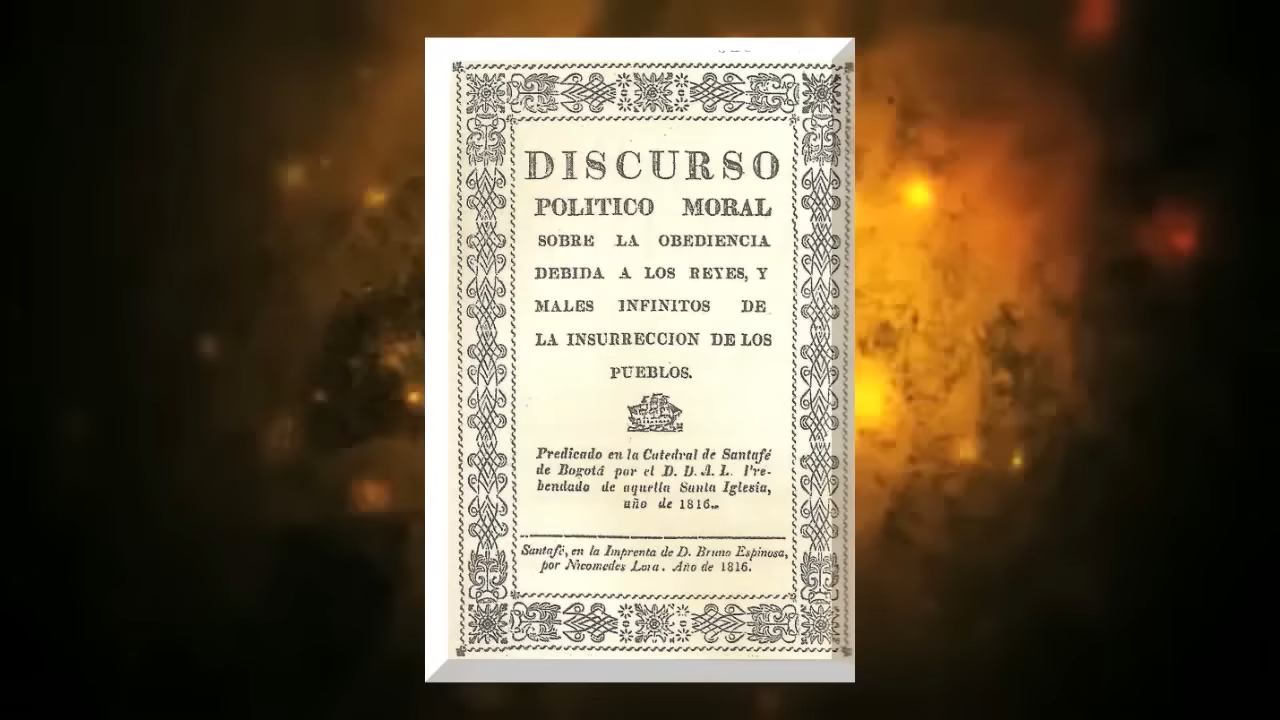 DISCURSO
POLITICO MORAL
SOBRE LA OBEDIENCIA
DEBIDA A LOS REYES, Y
MALES INFINITOS DE
LA INSURRECCION DE LOS
PUEBLOS.
Predicado en la Catedral de Santafé
de Bogotá por el D. D. A. L. Pre-
bendado de aquella Santa Iglesia,
año de 1816.
Santafé, en la Imprenta de D. Bruno Espinosa,
por Nicomedes Lora. Año de 1816.